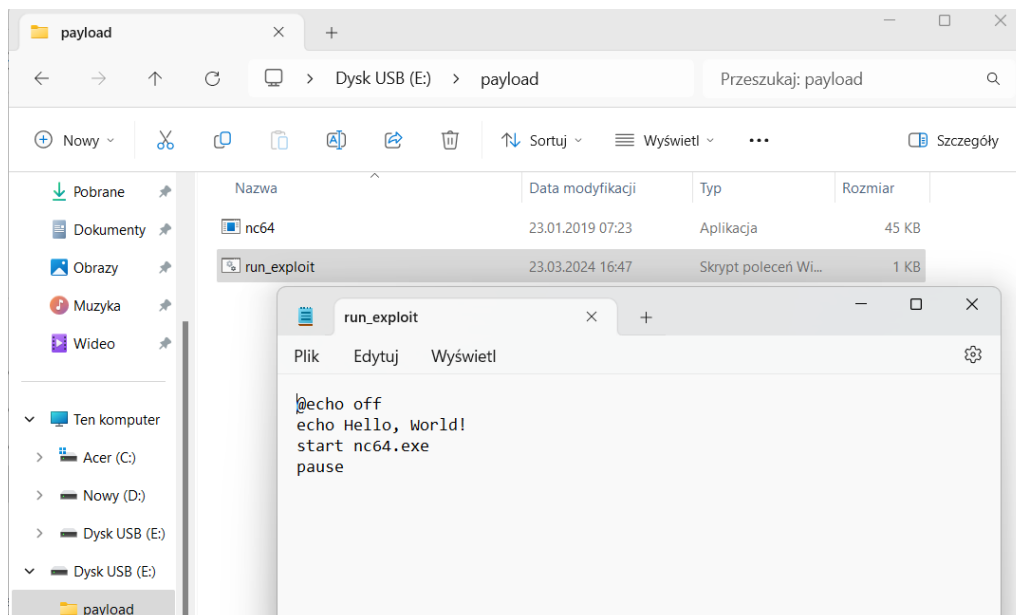 payload
Dysk USB (E:) > payload
Przeszukaj: payload
Nowy
Sortuj
Wyświetl
Szczegóły
Nazwa
Data modyfikacji
Typ
Rozmiar
nc64
23.01.2019 07:23
Aplikacja
45 KB
run_exploit
23.03.2024 16:47
Skrypt poleceń Wi...
1 KB
Pobrane
Dokumenty
Obrazy
Muzyka
Wideo
Ten komputer
Acer (C:)
Nowy (D:)
Dysk USB (E:)
Dysk USB (E:)
payload
run_exploit
Plik
Edytuj
Wyświetl
@echo off
echo Hello, World!
start nc64.exe
pause